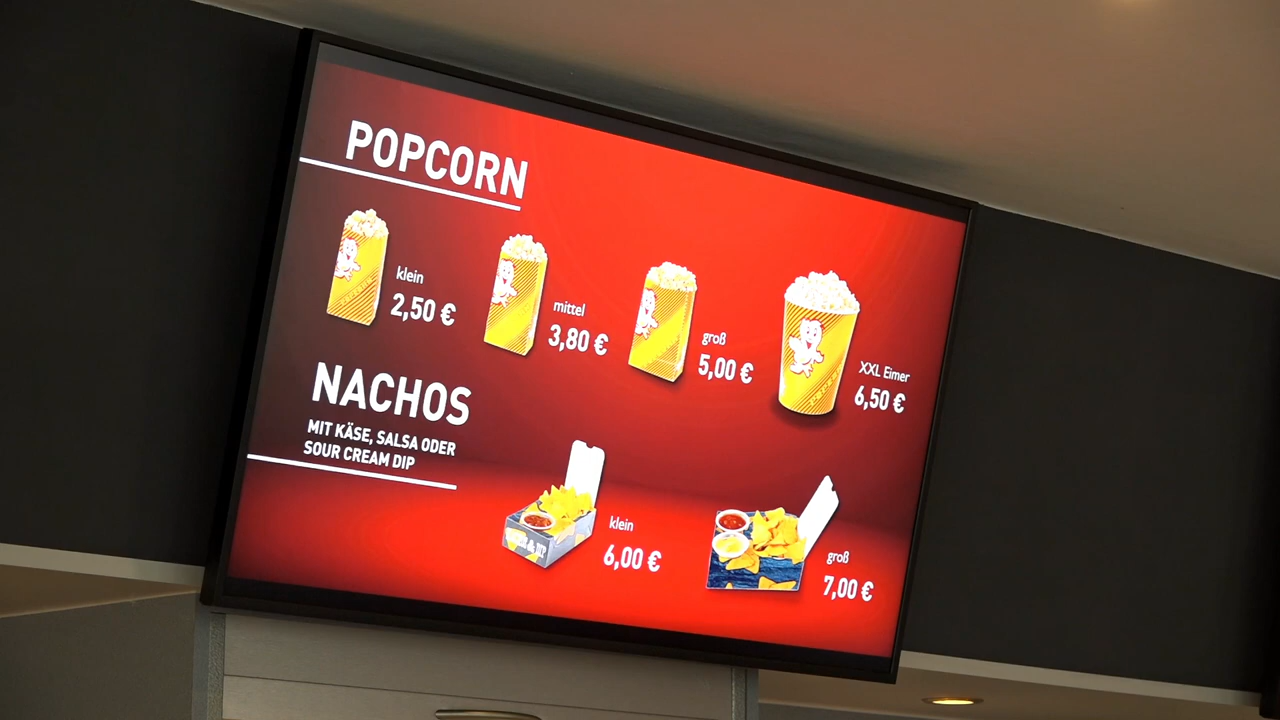 POPCORN
klein
2,50 €
mittel
3,80 €
groß
5,00 €
XXL Eimer
6,50 €
NACHOS
MIT KÄSE, SALSA ODER
SOUR CREAM DIP
klein
6,00 €
groß
7,00 €